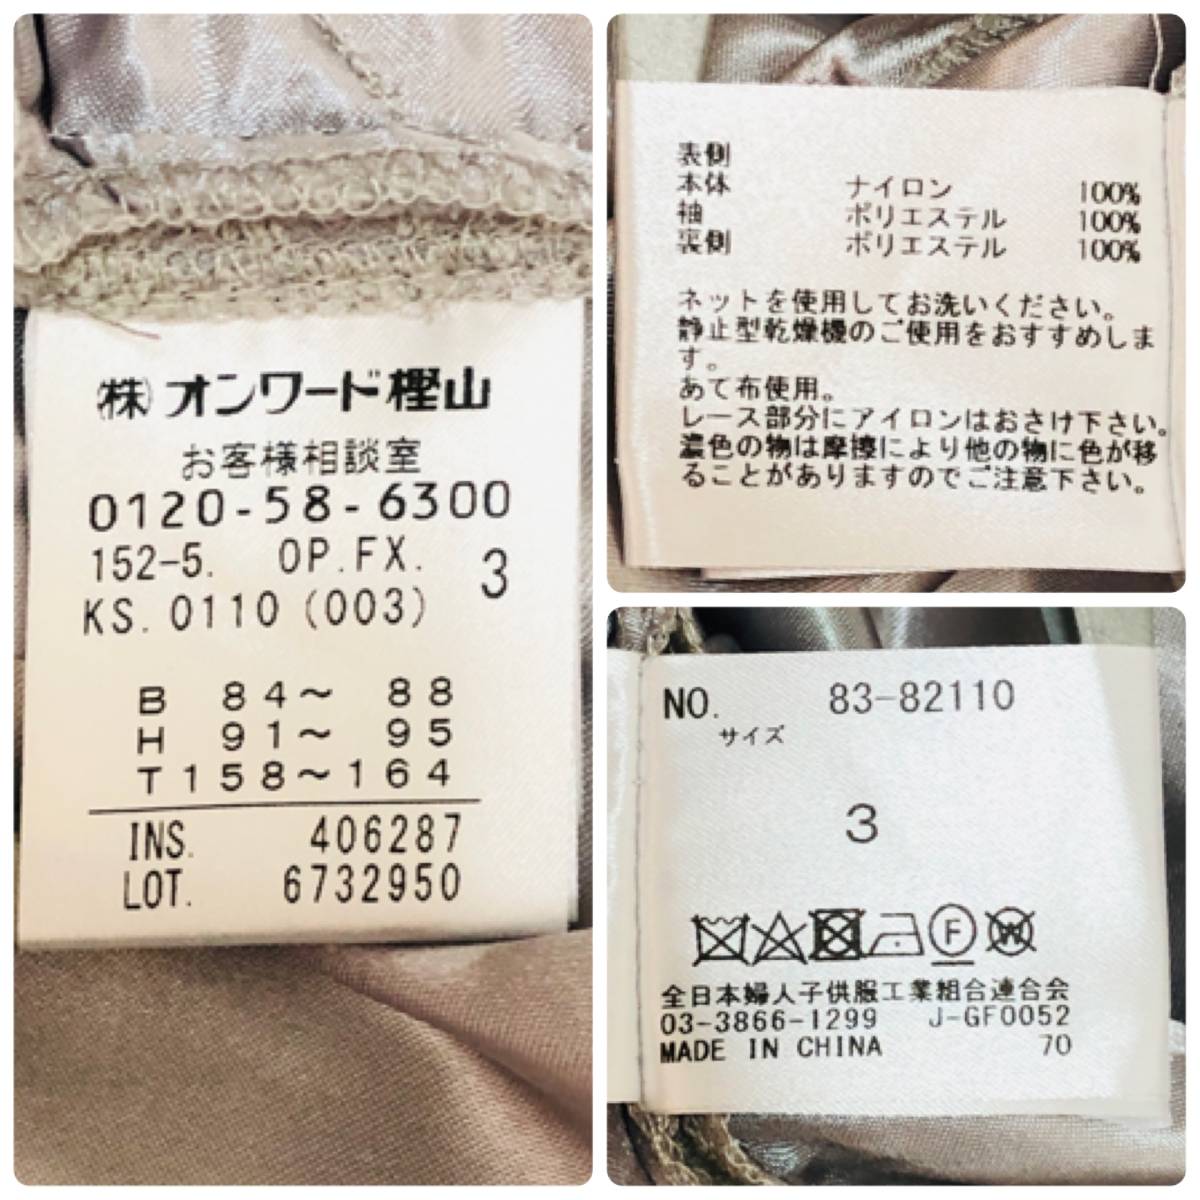 (株)オンワード樫山
お客様相談室
0120-58-6300
152-5. OP.FX. 3
KS. 0110 (003)
B 84～ 88
H 91～ 95
T158～164
INS. 406287
LOT. 6732950
表側
本体 ナイロン 100%
袖 ポリエステル 100%
裏側 ポリエステル 100%
ネットを使用してお洗いください。
静止型乾燥機のご使用をおすすめしま
す。
あて布使用。
レース部分にアイロンはおさけ下さい。
濃色の物は摩擦により他の物に色が移
ることがありますのでご注意下さい。
NO. 83-82110
サイズ
3
F W
全日本婦人子供服工業組合連合会
03-3866-1299 J-GF0052
MADE IN CHINA 70